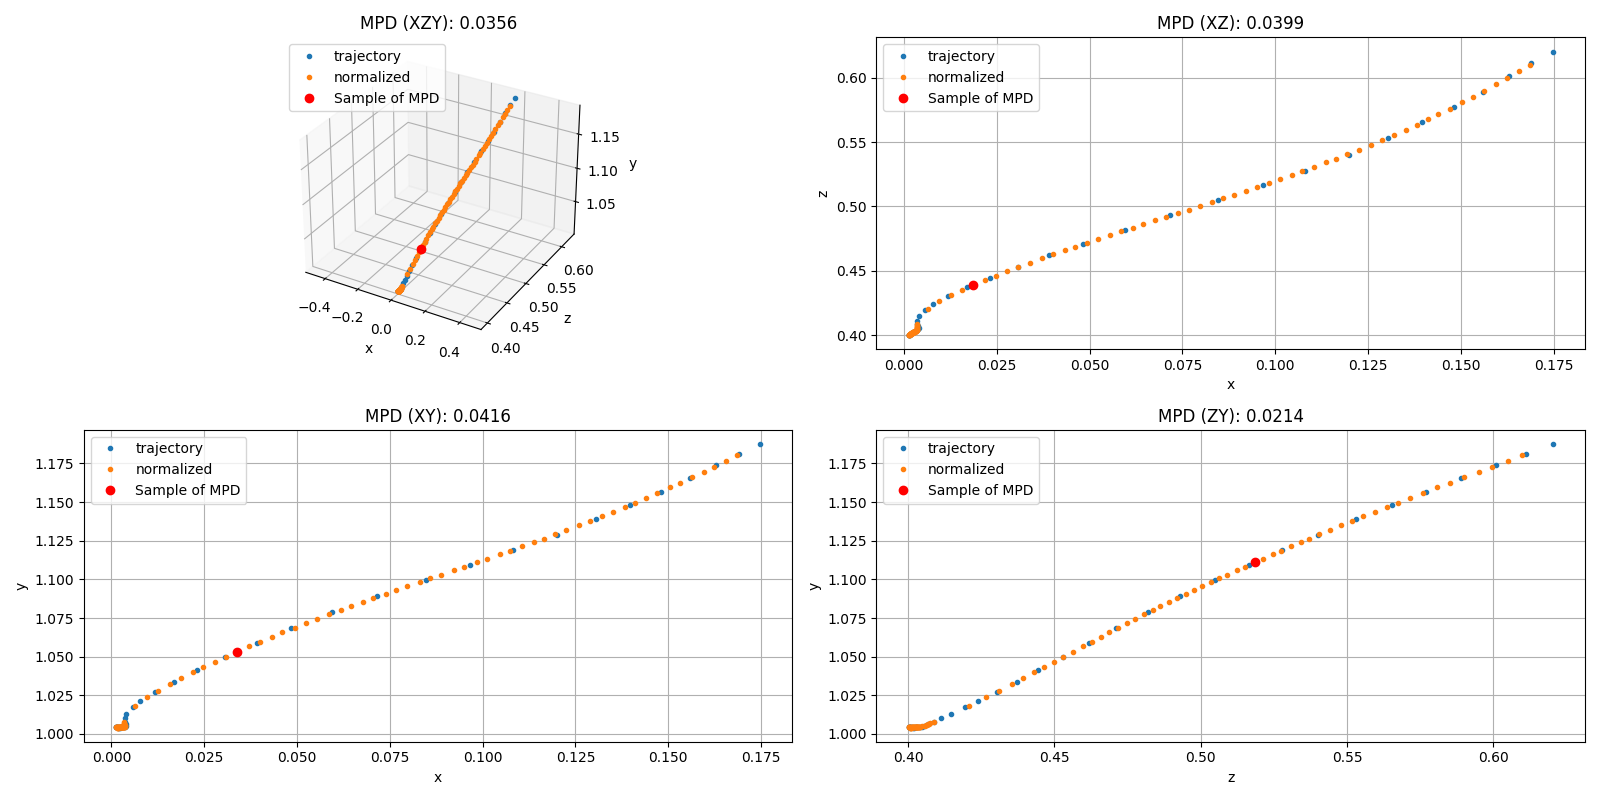 MPD (XZY): 0.0356
trajectory
normalized
Sample of MPD
1.15
1.10
1.05
y
−0.4
−0.2
0.0
0.2
0.4
x
0.40
0.45
0.50
0.55
0.60
z
MPD (XZ): 0.0399
trajectory
normalized
Sample of MPD
0.60
0.55
0.50
0.45
0.40
z
0.000 0.025 0.050 0.075 0.100 0.125 0.150 0.175
x
MPD (XY): 0.0416
trajectory
normalized
Sample of MPD
1.175
1.150
1.125
1.100
1.075
1.050
1.025
1.000
y
0.000 0.025 0.050 0.075 0.100 0.125 0.150 0.175
x
MPD (ZY): 0.0214
trajectory
normalized
Sample of MPD
1.175
1.150
1.125
1.100
1.075
1.050
1.025
1.000
y
0.40 0.45 0.50 0.55 0.60
z